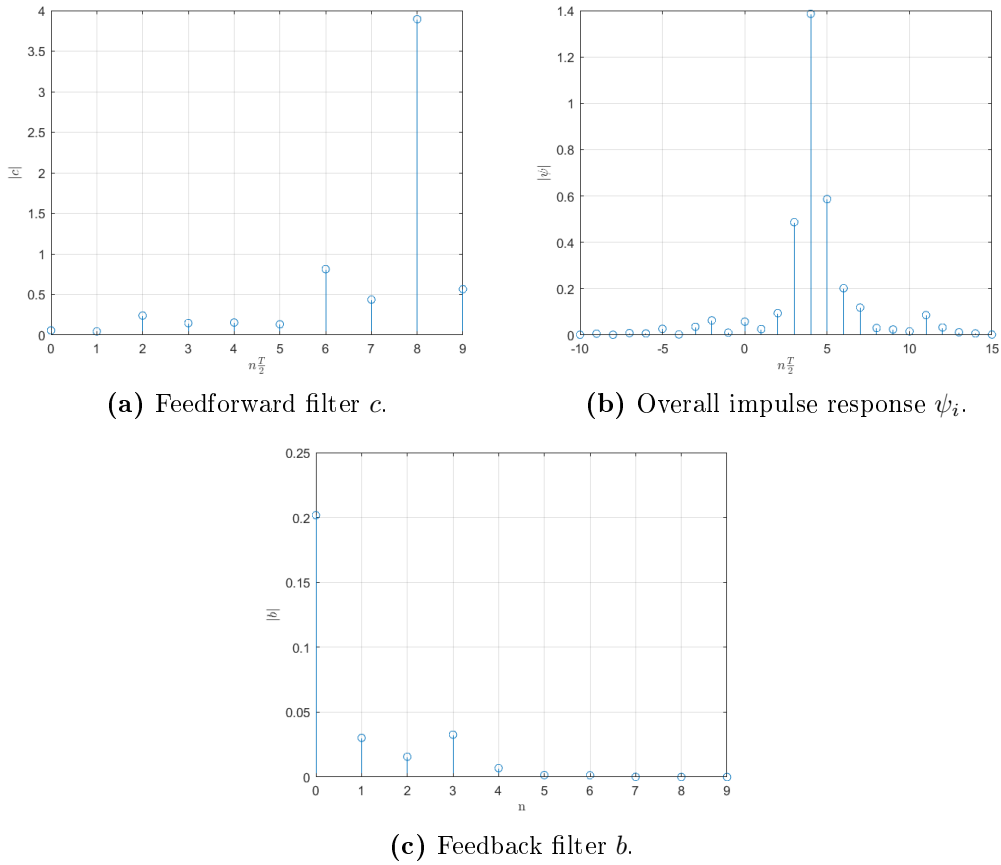 4
3.5
3
2.5
2
1.5
1
0.5
0
|c|
0 1 2 3 4 5 6 7 8 9
n T/2
(a) Feedforward filter c.
1.4
1.2
1
0.8
0.6
0.4
0.2
0
|ψ|
-10 -5 0 5 10 15
n T/2
(b) Overall impulse response ψi.
0.25
0.2
0.15
0.1
0.05
0
|b|
0 1 2 3 4 5 6 7 8 9
n
(c) Feedback filter b.